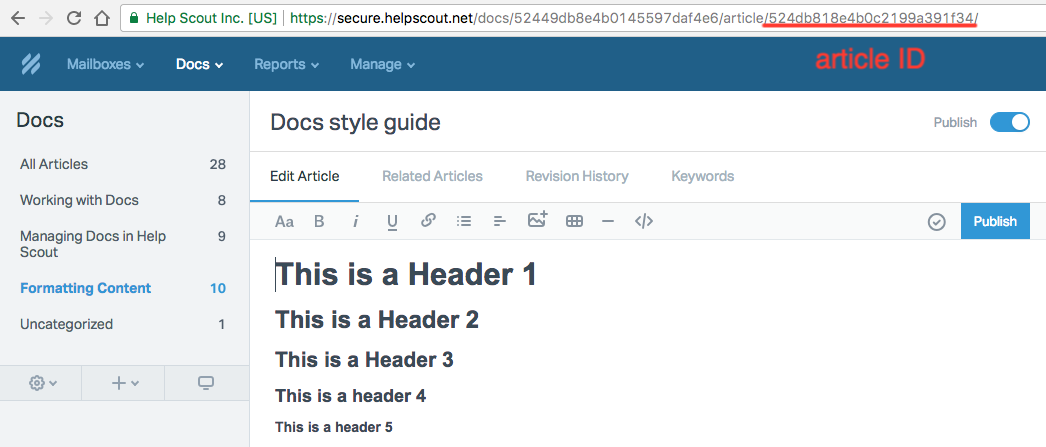 Help Scout Inc. [US] | https://secure.helpscout.net/docs/52449db8e4b0145597daf4e6/article/524db818e4b0c2199a391f34/
Mailboxes Docs Reports Manage article ID
Docs
All Articles 28
Working with Docs 8
Managing Docs in Help 9
Scout
Formatting Content 10
Uncategorized 1
Docs style guide Publish
Edit Article Related Articles Revision History Keywords
Aa B i U </> Publish
This is a Header 1
This is a Header 2
This is a Header 3
This is a header 4
This is a header 5